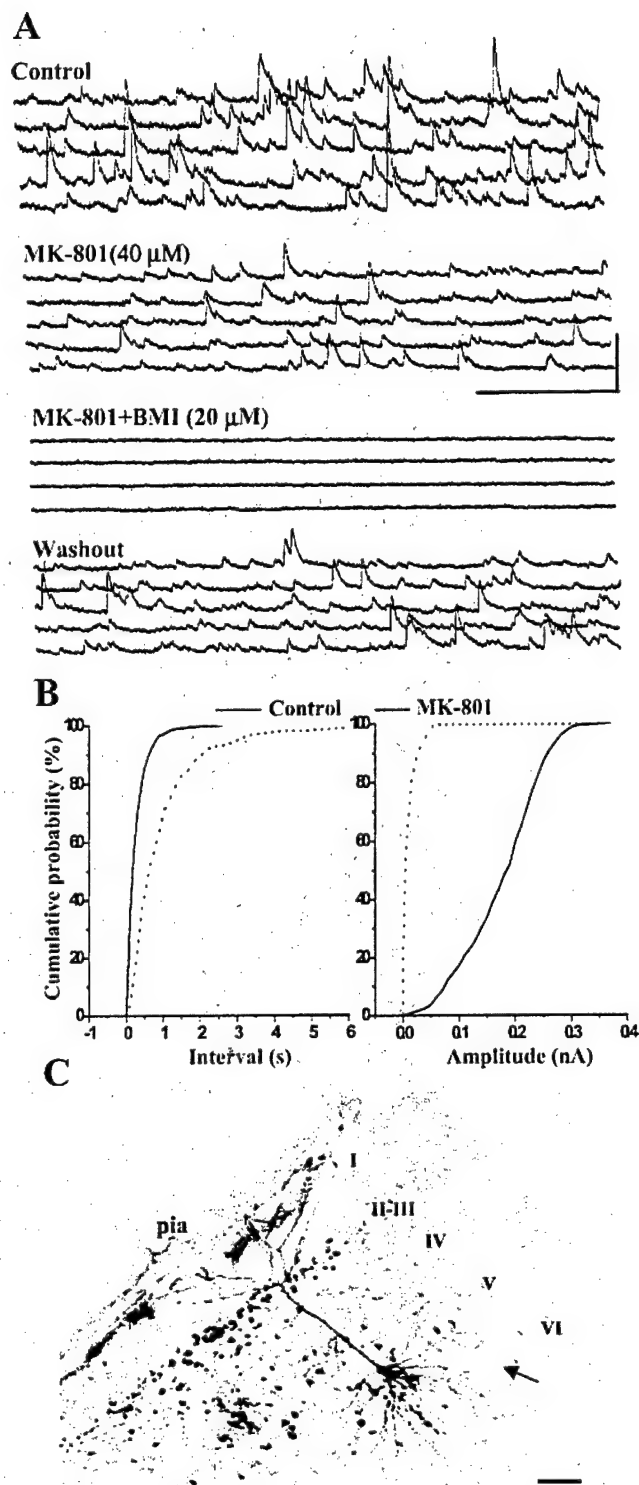 A
Control
MK-801(40 μM)
MK-801+BMI (20 μM)
Washout
B
Control MK-801
Cumulative probability (%)
100
80
60
40
20
0
-1 0 1 2 3 4 5 6
Interval (s)
100
80
60
40
20
0
0.0 0.1 0.2 0.3 0.4
Amplitude (nA)
C
I
II-III
IV
V
VI
pia